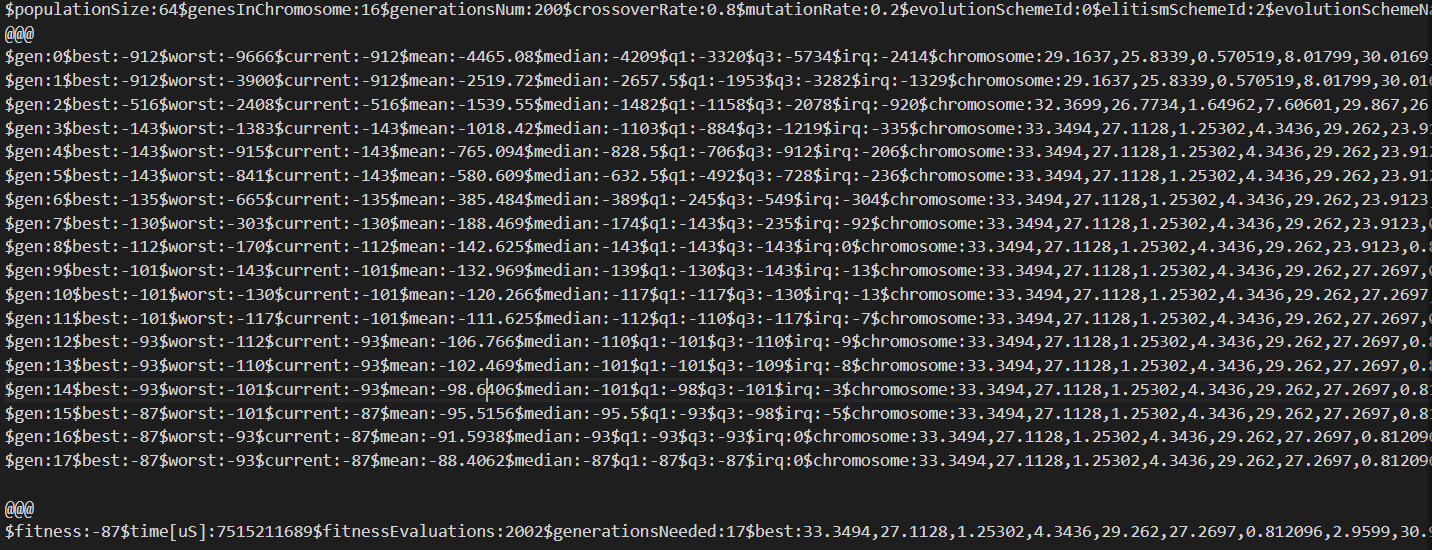 $populationSize:64$genesInChromosome:16$generationsNum:200$crossoverRate:0.8$mutationRate:0.2$evolutionSchemeId:0$elitismSchemeId:2$evolutionSchemeNa
@@@
$gen:0$best:-912$worst:-9666$current:-912$mean:-4465.08$median:-4209$q1:-3320$q3:-5734$irq:-2414$chromosome:29.1637,25.8339,0.570519,8.01799,30.0169,
$gen:1$best:-912$worst:-3900$current:-912$mean:-2519.72$median:-2657.5$q1:-1953$q3:-3282$irq:-1329$chromosome:29.1637,25.8339,0.570519,8.01799,30.016
$gen:2$best:-516$worst:-2408$current:-516$mean:-1539.55$median:-1482$q1:-1158$q3:-2078$irq:-920$chromosome:32.3699,26.7734,1.64962,7.60601,29.867,26
$gen:3$best:-143$worst:-1383$current:-143$mean:-1018.42$median:-1103$q1:-884$q3:-1219$irq:-335$chromosome:33.3494,27.1128,1.25302,4.3436,29.262,23.91
$gen:4$best:-143$worst:-915$current:-143$mean:-765.094$median:-828.5$q1:-706$q3:-912$irq:-206$chromosome:33.3494,27.1128,1.25302,4.3436,29.262,23.912
$gen:5$best:-143$worst:-841$current:-143$mean:-580.609$median:-632.5$q1:-492$q3:-728$irq:-236$chromosome:33.3494,27.1128,1.25302,4.3436,29.262,23.912
$gen:6$best:-135$worst:-665$current:-135$mean:-385.484$median:-389$q1:-245$q3:-549$irq:-304$chromosome:33.3494,27.1128,1.25302,4.3436,29.262,23.9123,
$gen:7$best:-130$worst:-303$current:-130$mean:-188.469$median:-174$q1:-143$q3:-235$irq:-92$chromosome:33.3494,27.1128,1.25302,4.3436,29.262,23.9123,0
$gen:8$best:-112$worst:-170$current:-112$mean:-142.625$median:-143$q1:-143$q3:-143$irq:0$chromosome:33.3494,27.1128,1.25302,4.3436,29.262,23.9123,0.8
$gen:9$best:-101$worst:-143$current:-101$mean:-132.969$median:-139$q1:-130$q3:-143$irq:-13$chromosome:33.3494,27.1128,1.25302,4.3436,29.262,27.2697,0
$gen:10$best:-101$worst:-130$current:-101$mean:-120.266$median:-117$q1:-117$q3:-130$irq:-13$chromosome:33.3494,27.1128,1.25302,4.3436,29.262,27.2697,
$gen:11$best:-101$worst:-117$current:-101$mean:-111.625$median:-112$q1:-110$q3:-117$irq:-7$chromosome:33.3494,27.1128,1.25302,4.3436,29.262,27.2697,0
$gen:12$best:-93$worst:-112$current:-93$mean:-106.766$median:-110$q1:-101$q3:-110$irq:-9$chromosome:33.3494,27.1128,1.25302,4.3436,29.262,27.2697,0.8
$gen:13$best:-93$worst:-110$current:-93$mean:-102.469$median:-101$q1:-101$q3:-109$irq:-8$chromosome:33.3494,27.1128,1.25302,4.3436,29.262,27.2697,0.8
$gen:14$best:-93$worst:-101$current:-93$mean:-98.6406$median:-101$q1:-98$q3:-101$irq:-3$chromosome:33.3494,27.1128,1.25302,4.3436,29.262,27.2697,0.81
$gen:15$best:-87$worst:-101$current:-87$mean:-95.5156$median:-95.5$q1:-93$q3:-98$irq:-5$chromosome:33.3494,27.1128,1.25302,4.3436,29.262,27.2697,0.81
$gen:16$best:-87$worst:-93$current:-87$mean:-91.5938$median:-93$q1:-93$q3:-93$irq:0$chromosome:33.3494,27.1128,1.25302,4.3436,29.262,27.2697,0.812096
$gen:17$best:-87$worst:-93$current:-87$mean:-88.4062$median:-87$q1:-87$q3:-87$irq:0$chromosome:33.3494,27.1128,1.25302,4.3436,29.262,27.2697,0.812096
@@@
$fitness:-87$time[uS]:7515211689$fitnessEvaluations:2002$generationsNeeded:17$best:33.3494,27.1128,1.25302,4.3436,29.262,27.2697,0.812096,2.9599,30.9